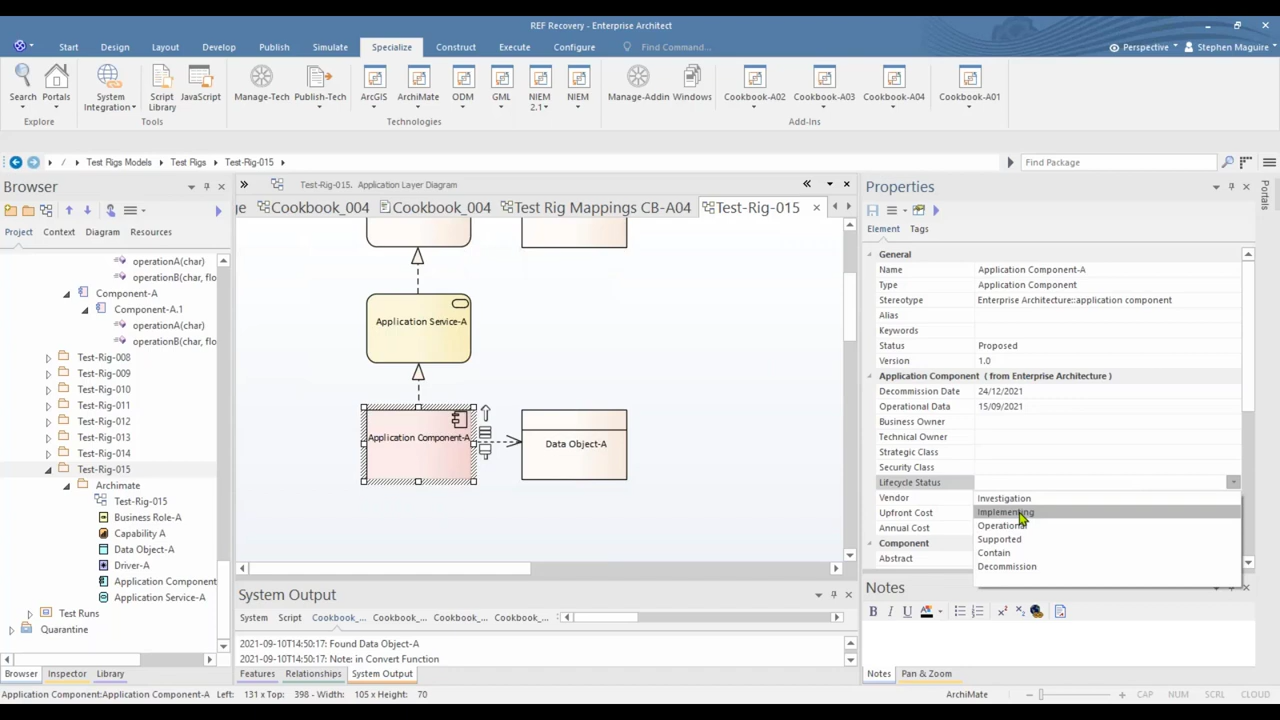 REF Recovery - Enterprise Architect
Start Design Layout Develop Publish Simulate Specialize Construct Execute Configure Find Command... Perspective Stephen Maguire
Search Portals System Integration Script Library JavaScript Manage-Tech Publish-Tech ArcGIS ArchiMate ODM GML NIEM 2.1 NIEM Manage-Addin Windows Cookbook-A02 Cookbook-A03 Cookbook-A04 Cookbook-A01
Explore Tools Technologies Add-Ins
/ Test Rigs Models Test Rigs Test-Rig-015 Find Package
Browser
Project Context Diagram Resources
operationA(char)
operationB(char, flo
Component-A
Component-A.1
operationA(char)
operationB(char, flo
Test-Rig-008
Test-Rig-009
Test-Rig-010
Test-Rig-011
Test-Rig-012
Test-Rig-013
Test-Rig-014
Test-Rig-015
Archimate
Test-Rig-015
Business Role-A
Capability A
Data Object-A
Driver-A
Application Component
Application Service-A
Test Runs
Quarantine
Browser Inspector Library
Test-Rig-015. Application Layer Diagram
ge Cookbook_004 Cookbook_004 Test Rig Mappings CB-A04 Test-Rig-015
Application Service-A
Application Component-A
Data Object-A
System Output
System Script Cookbook_... Cookbook_... Cookbook_... Cookbook_...
2021-09-10T14:50:17: Found Data Object-A
2021-09-10T14:50:17: Note: in Convert Function
Features Relationships System Output
Properties
Element Tags
General
Name Application Component-A
Type Application Component
Stereotype Enterprise Architecture::application component
Alias
Keywords
Status Proposed
Version 1.0
Application Component ( from Enterprise Architecture )
Decommission Date 24/12/2021
Operational Data 15/09/2021
Business Owner
Technical Owner
Strategic Class
Security Class
Lifecycle Status
Vendor
Upfront Cost
Annual Cost
Component
Abstract
Investigation
Implementing
Operational
Supported
Contain
Decommission
Notes
B I U A
Notes Pan & Zoom
Portals
Application Component:Application Component-A Left: 131 x Top: 398 - Width: 105 x Height: 70 ArchiMate CAP NUM SCRL CLOUD